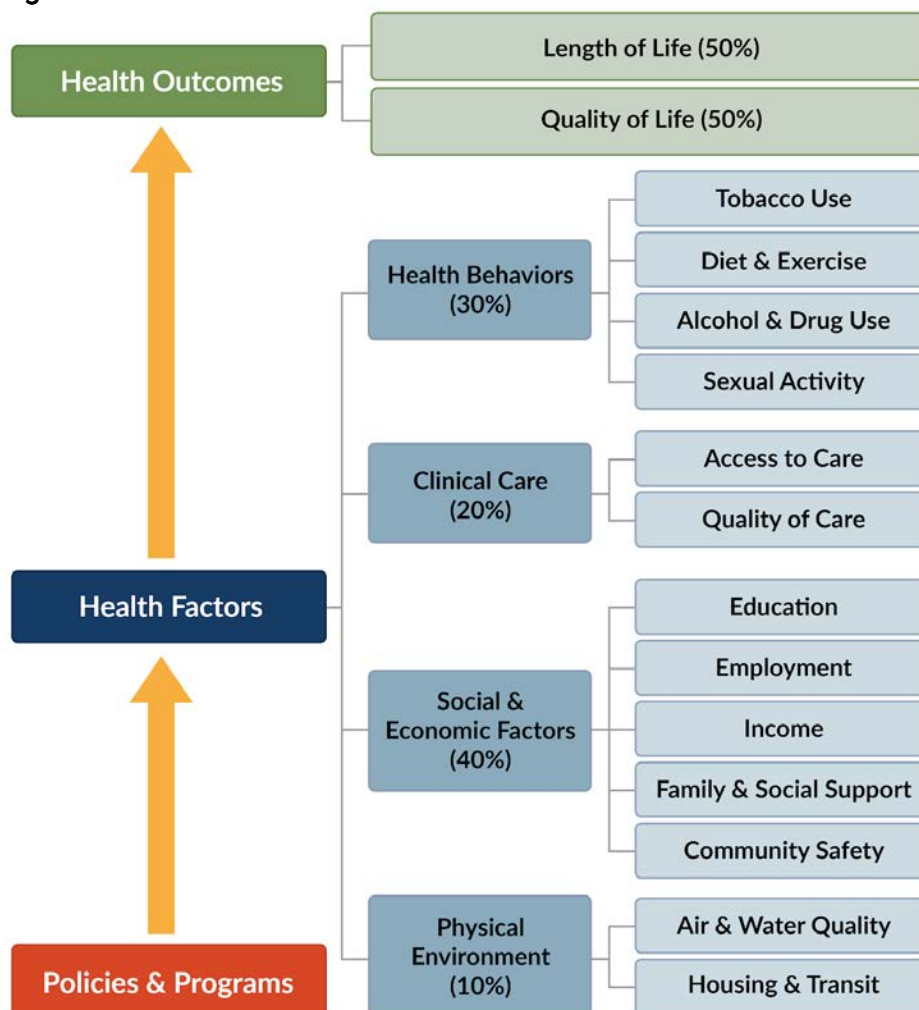 Health Outcomes
Length of Life (50%)
Quality of Life (50%)
Health Behaviors
(30%)
Tobacco Use
Diet & Exercise
Alcohol & Drug Use
Sexual Activity
Clinical Care
(20%)
Access to Care
Quality of Care
Health Factors
Social &
Economic Factors
(40%)
Education
Employment
Income
Family & Social Support
Community Safety
Physical
Environment
(10%)
Air & Water Quality
Housing & Transit
Policies & Programs